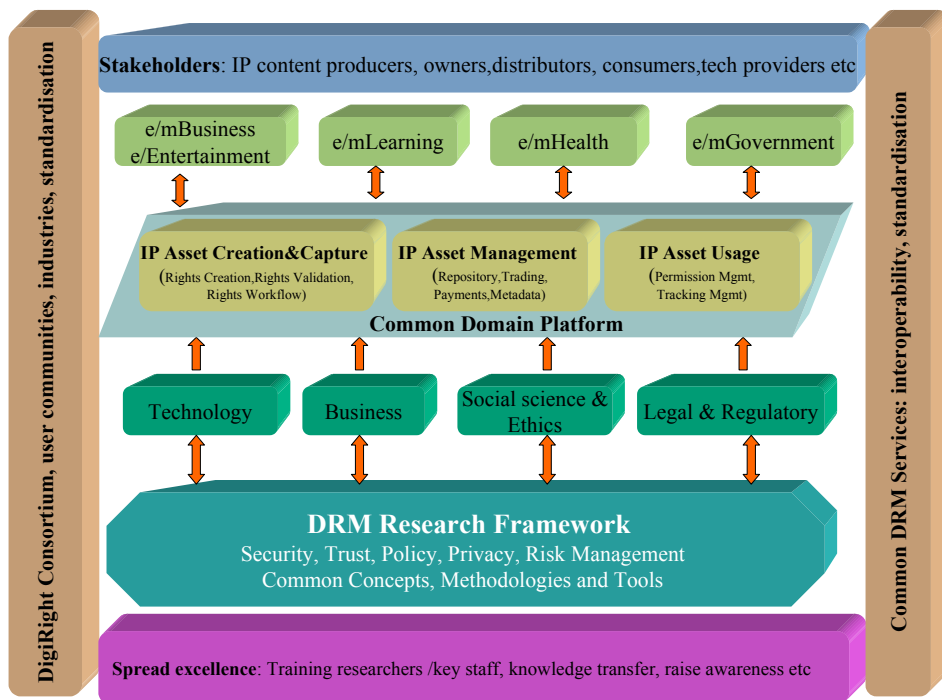 DigiRight Consortium, user communities, industries, standardisation
Stakeholders: IP content producers, owners,distributors, consumers,tech providers etc
e/mBusiness
e/Entertainment
e/mLearning
e/mHealth
e/mGovernment
IP Asset Creation&Capture
(Rights Creation,Rights Validation,
Rights Workflow)
IP Asset Management
(Repository,Trading,
Payments,Metadata)
IP Asset Usage
(Permission Mgmt,
Tracking Mgmt)
Common Domain Platform
Technology
Business
Social science &
Ethics
Legal & Regulatory
DRM Research Framework
Security, Trust, Policy, Privacy, Risk Management
Common Concepts, Methodologies and Tools
Spread excellence: Training researchers /key staff, knowledge transfer, raise awareness etc
Common DRM Services: interoperability, standardisation